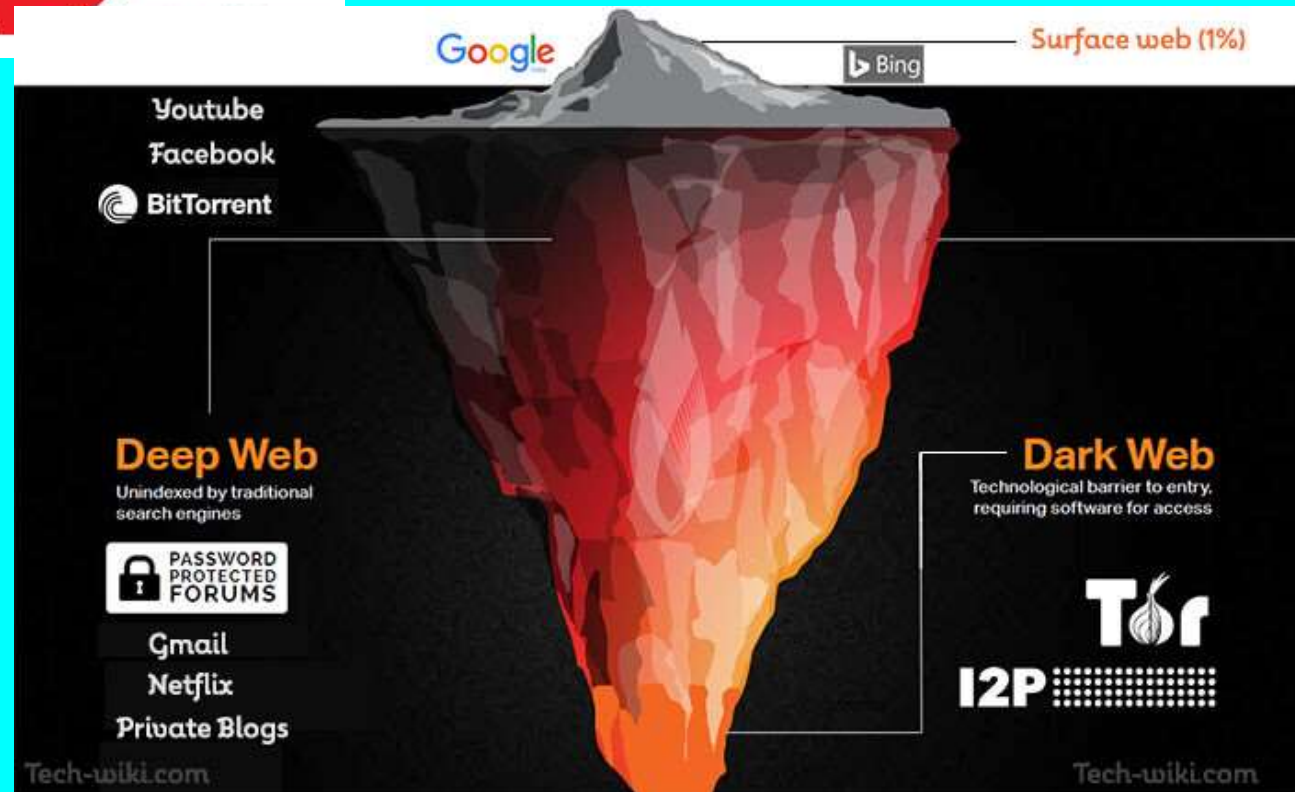 Google
Bing
Surface web (1%)
Youtube
Facebook
BitTorrent
Deep Web
Unindexed by traditional
search engines
PASSWORD
PROTECTED
FORUMS
Gmail
Netflix
Private Blogs
Tech-wiki.com
Dark Web
Technological barrier to entry,
requiring software for access
Tor
I2P
Tech-wiki.com